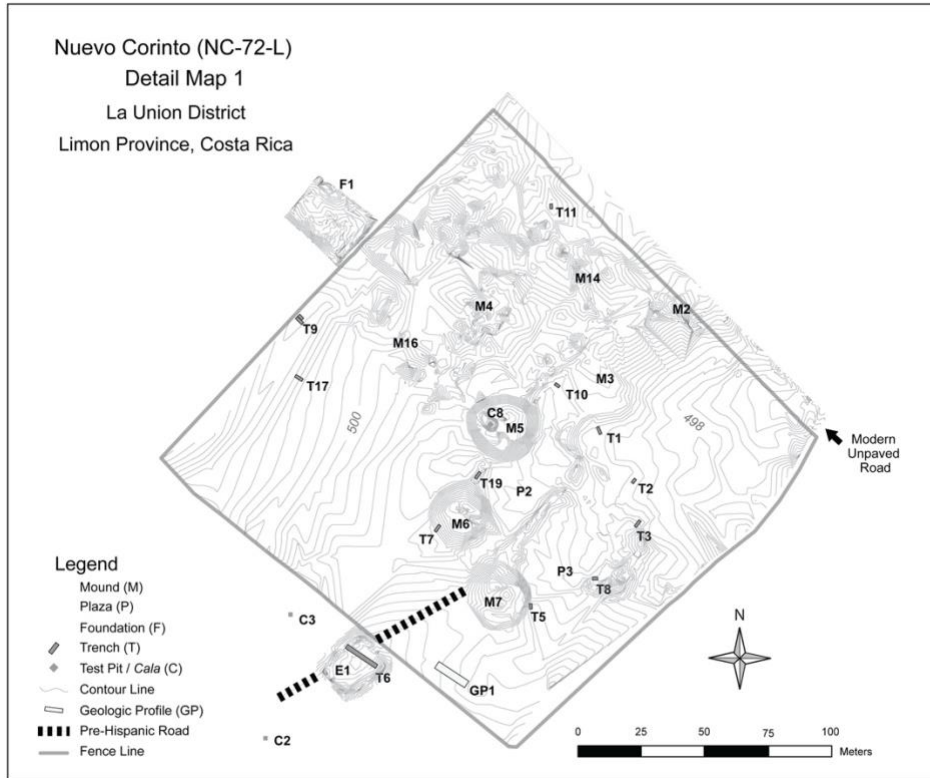 Nuevo Corinto (NC-72-L)
Detail Map 1
La Union District
Limon Province, Costa Rica
F1
T11
M14
M4
M2
T9
M16
M3
T17
T10
C8
M5
500
498
T1
Modern
Unpaved
Road
T19
P2
T2
M6
T7
T3
P3
T8
M7
T5
C3
E1
T6
GP1
C2
N
Legend
Mound (M)
Plaza (P)
Foundation (F)
Trench (T)
Test Pit / Cala (C)
Contour Line
Geologic Profile (GP)
Pre-Hispanic Road
Fence Line
0 25 50 75 100
Meters